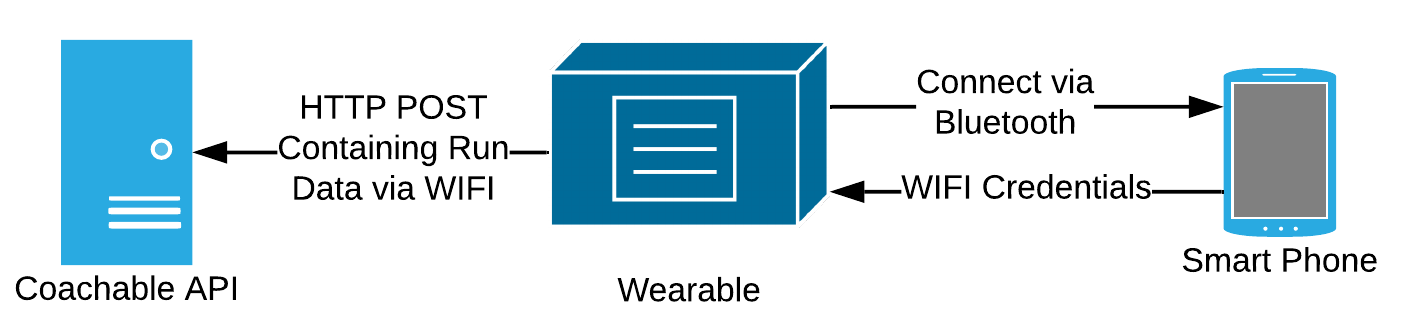 HTTP POST
Containing Run
Data via WIFI
Connect via
Bluetooth
WIFI Credentials
Coachable API
Wearable
Smart Phone